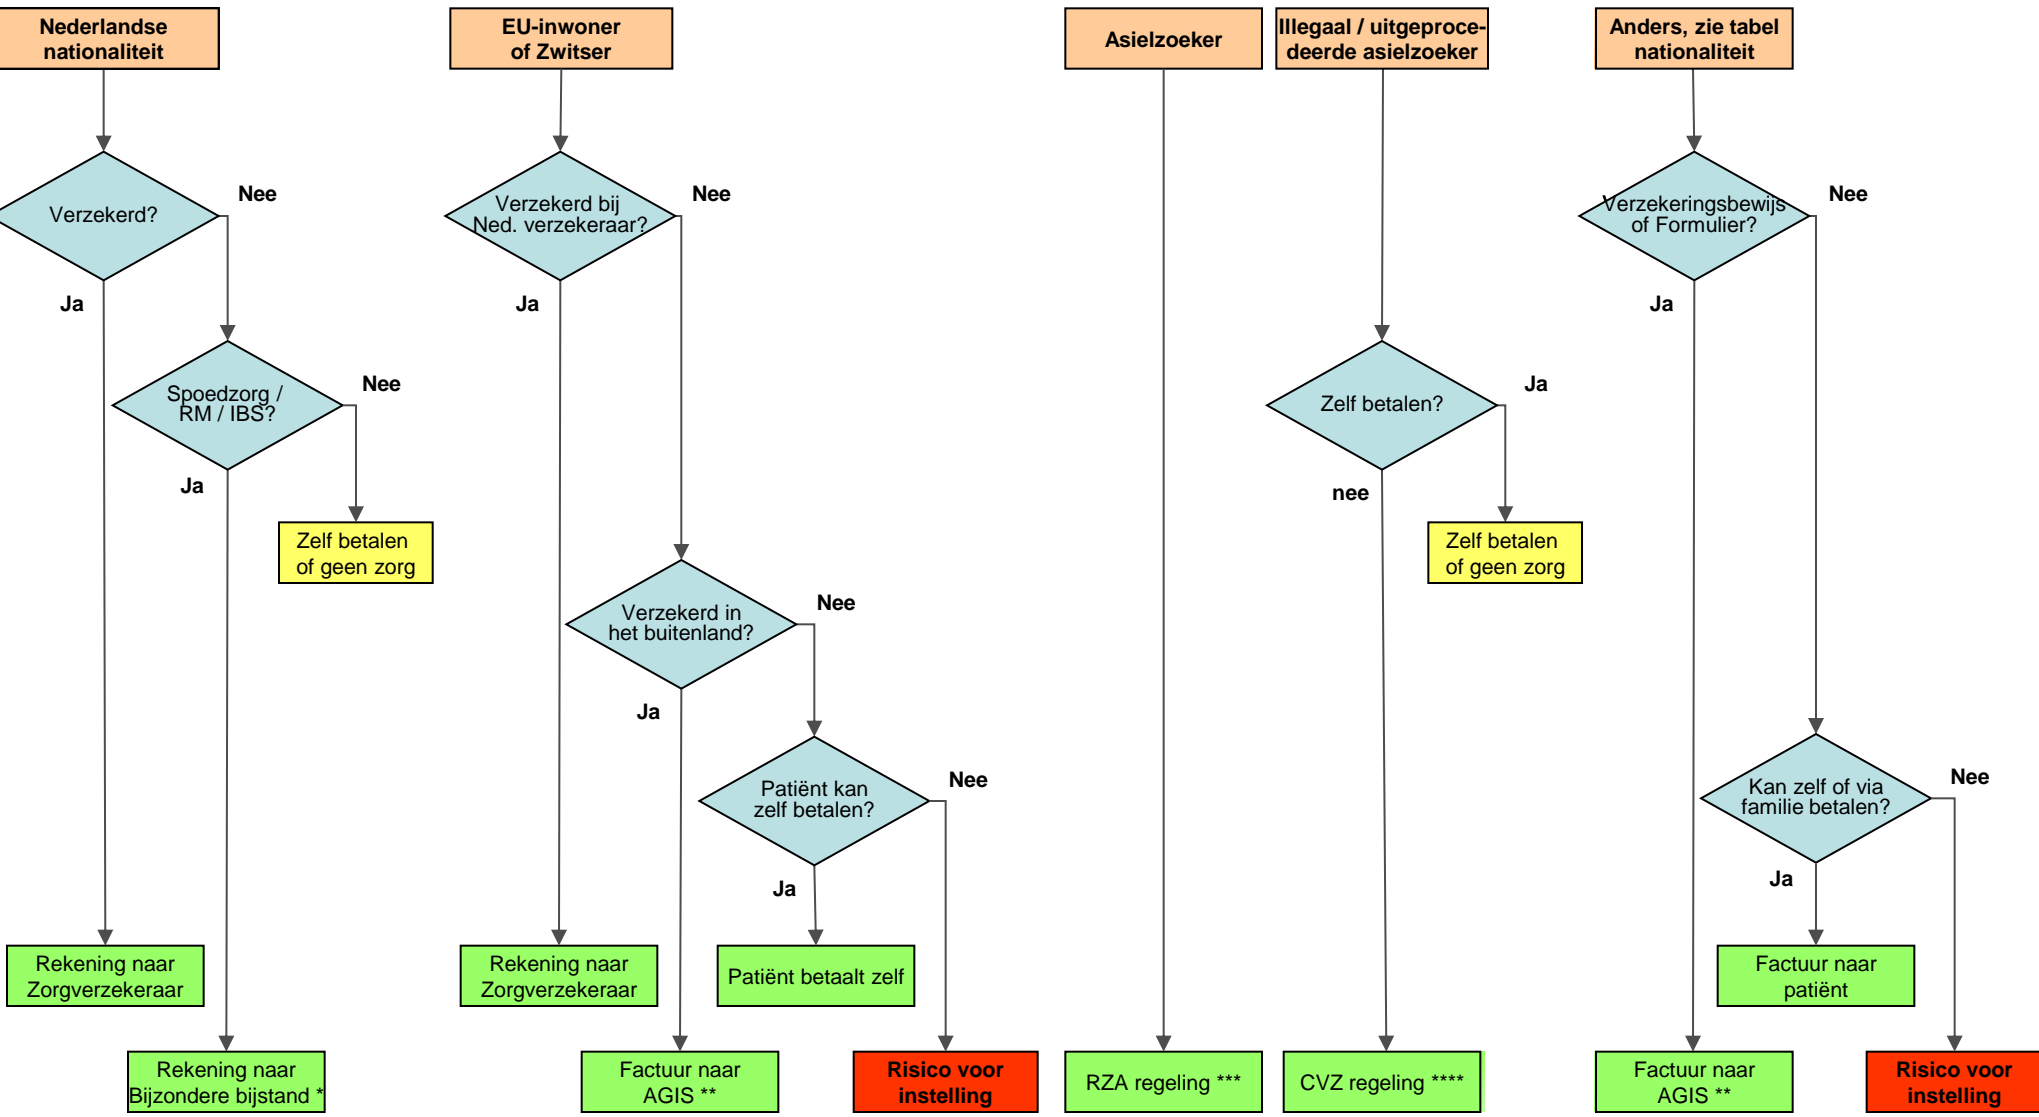 Nederlandse
nationaliteit
EU-inwoner
of Zwitser
Asielzoeker
Illegaal / uitgeproce-
deerde asielzoeker
Anders, zie tabel
nationaliteit
Verzekerd?
Nee
Ja
Verzekerd bij
Ned. verzekeraar?
Nee
Ja
Verzekeringsbewijs
of Formulier?
Nee
Ja
Spoedzorg /
RM / IBS?
Nee
Ja
Zelf betalen?
Ja
nee
Zelf betalen
of geen zorg
Zelf betalen
of geen zorg
Verzekerd in
het buitenland?
Nee
Ja
Patiënt kan
zelf betalen?
Nee
Ja
Kan zelf of via
familie betalen?
Nee
Ja
Rekening naar
Zorgverzekeraar
Rekening naar
Zorgverzekeraar
Patiënt betaalt zelf
Factuur naar
patiënt
Rekening naar
Bijzondere bijstand *
Factuur naar
AGIS **
Risico voor
instelling
RZA regeling ***
CVZ regeling ****
Factuur naar
AGIS **
Risico voor
instelling